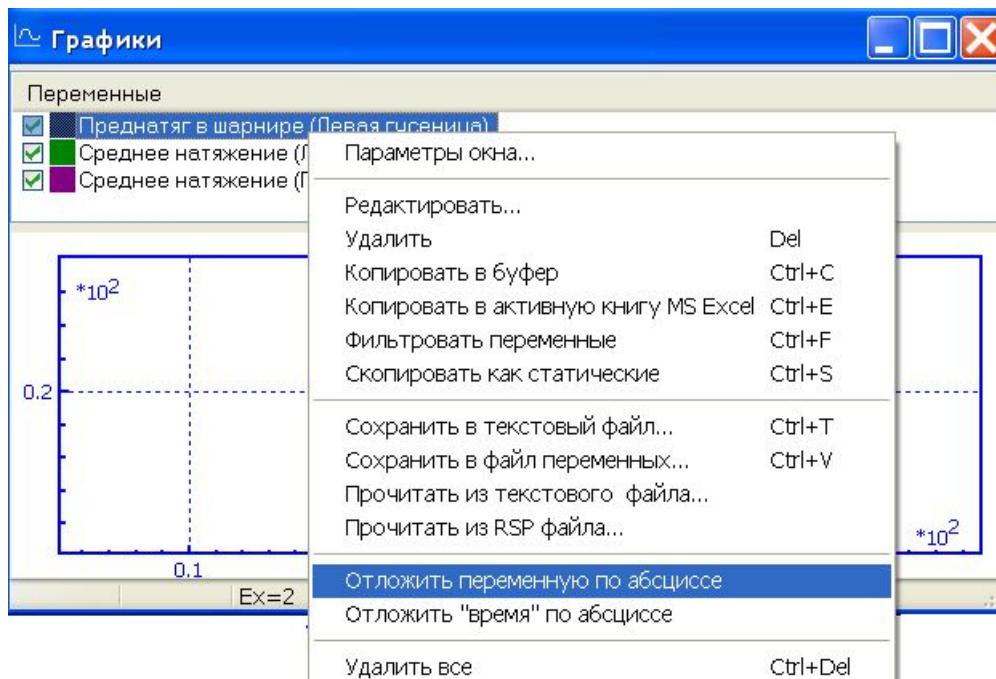 Графики
Переменные
Преднатяг в шарнире (Левая гусеница)
Среднее натяжение (Л
Среднее натяжение (П
Параметры окна...
Редактировать...
Удалить Del
Копировать в буфер Ctrl+C
Копировать в активную книгу MS Excel Ctrl+E
Фильтровать переменные Ctrl+F
Скопировать как статические Ctrl+S
Сохранить в текстовый файл... Ctrl+T
Сохранить в файл переменных... Ctrl+V
Прочитать из текстового файла...
Прочитать из RSP файла...
Отложить переменную по абсциссе
Отложить "время" по абсциссе
Удалить все Ctrl+Del
*10²
0.2
0.1
*10²
Ex=2